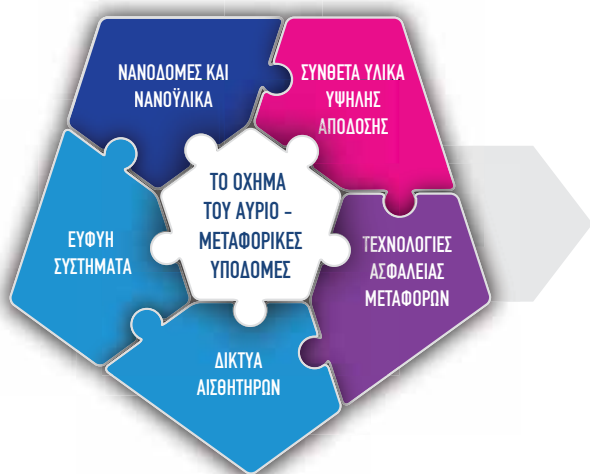 ΝΑΝΟΔΟΜΕΣ ΚΑΙ
ΝΑΝΟΫΛΙΚΑ
ΣΥΝΘΕΤΑ ΥΛΙΚΑ
ΥΨΗΛΗΣ
ΑΠΟΔΟΣΗΣ
ΤΟ ΟΧΗΜΑ
ΤΟΥ ΑΥΡΙΟ -
ΜΕΤΑΦΟΡΙΚΕΣ
ΥΠΟΔΟΜΕΣ
ΕΥΦΥΗ
ΣΥΣΤΗΜΑΤΑ
ΤΕΧΝΟΛΟΓΙΕΣ
ΑΣΦΑΛΕΙΑΣ
ΜΕΤΑΦΟΡΩΝ
ΔΙΚΤΥΑ
ΑΙΣΘΗΤΗΡΩΝ